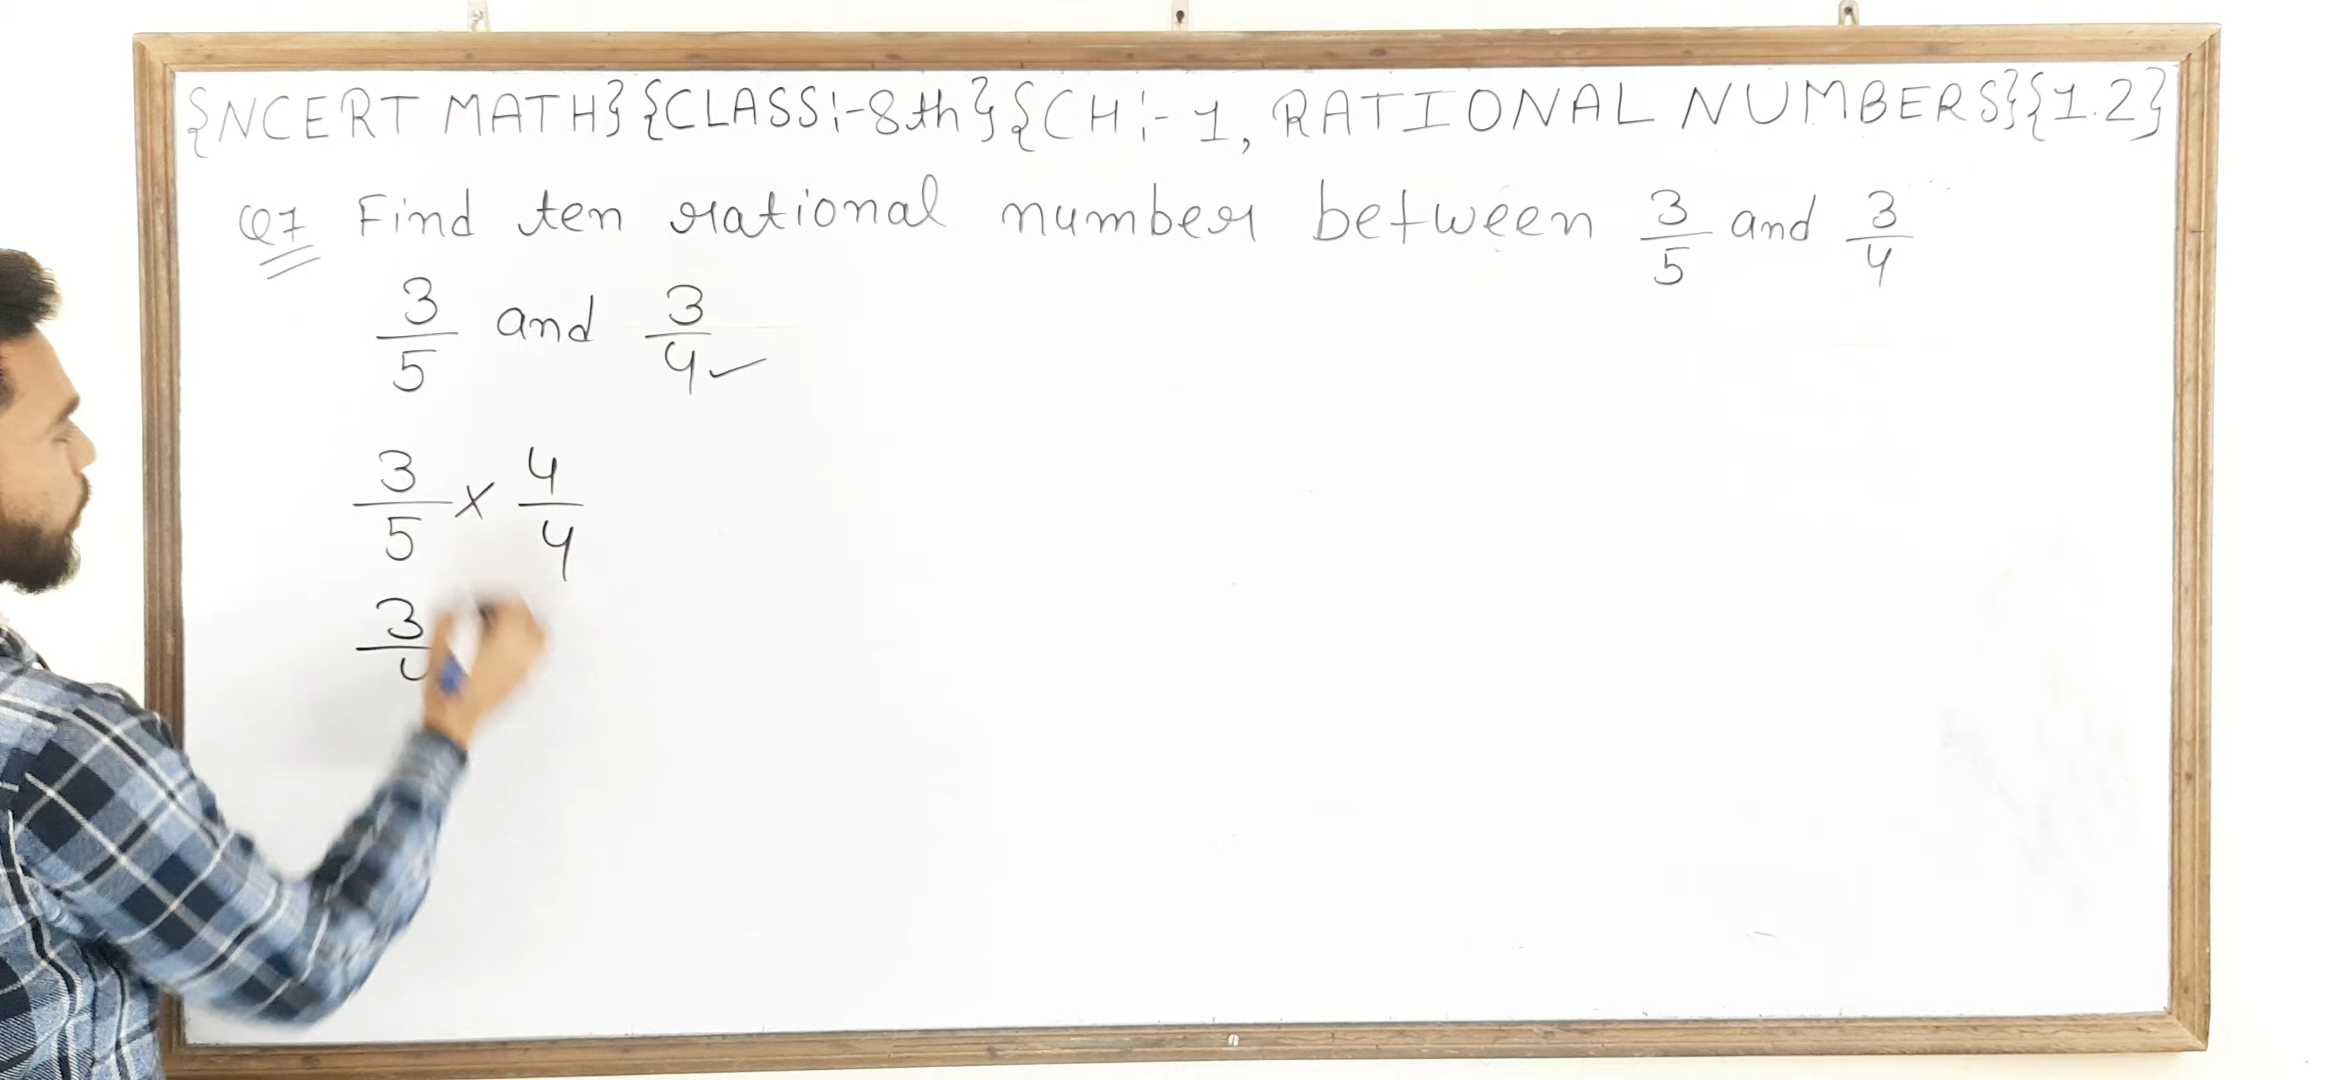 {NCERT MATH}{CLASS:-8th}{CH:-1, RATIONAL NUMBERS}{1.2}
Q7 Find ten rational number between 3/5 and 3/4
3/5 and 3/4 ✓
3/5 × 4/4
3